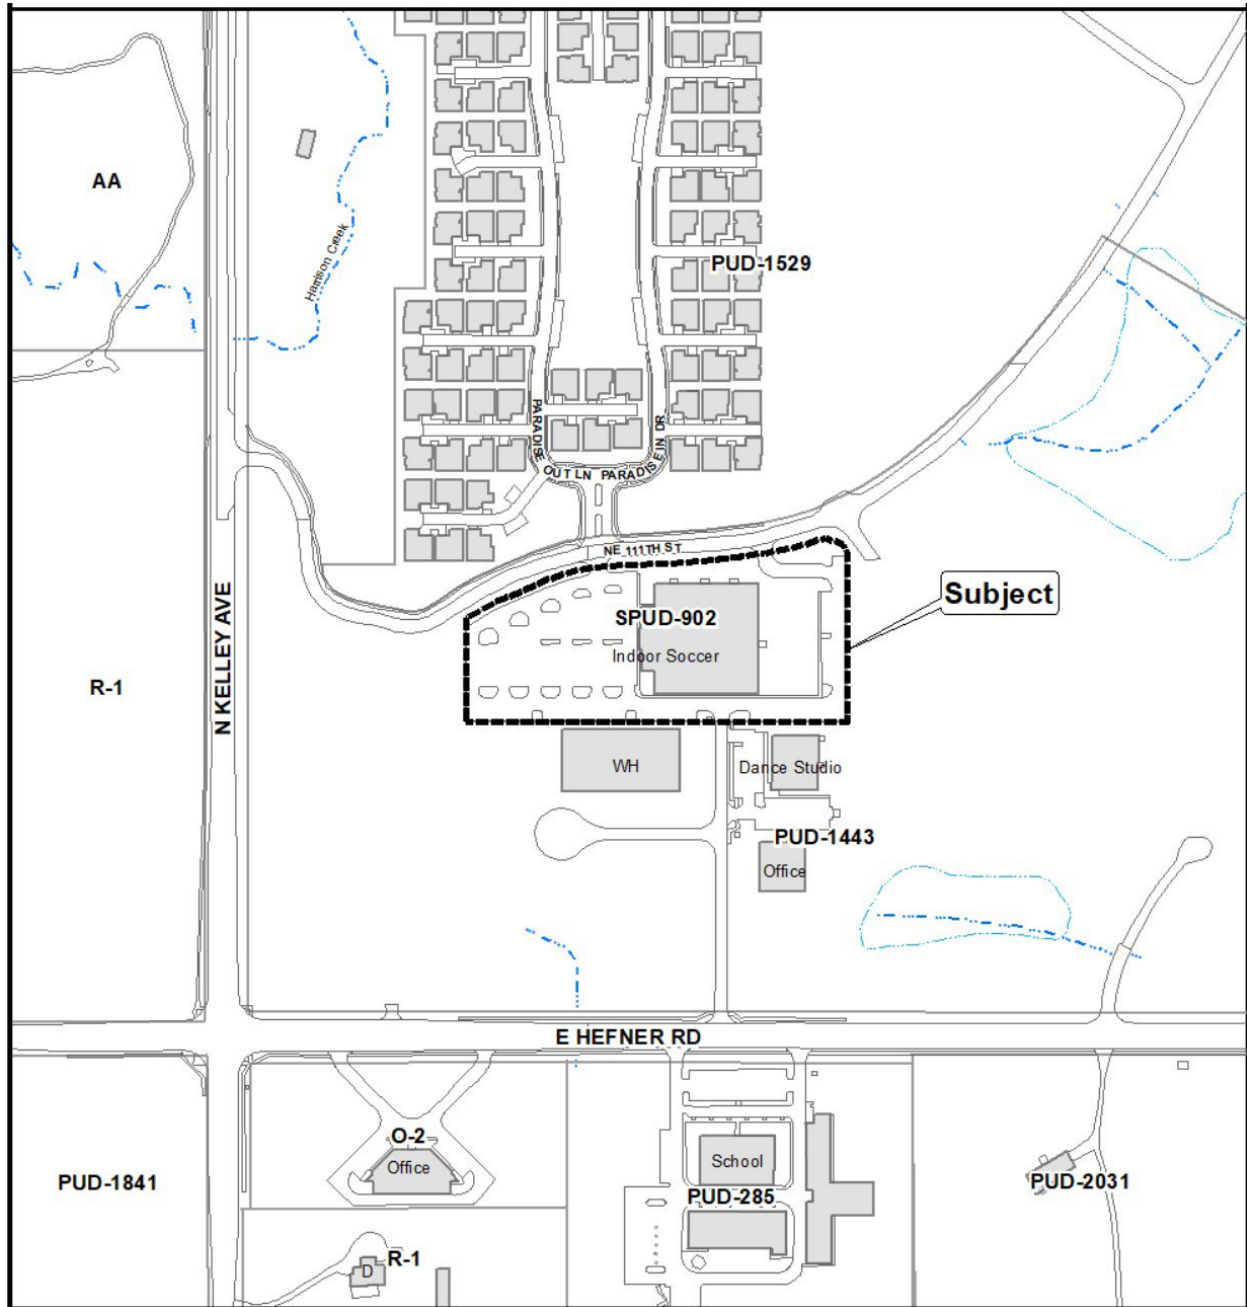 AA
Harrison Creek
PUD-1529
PARADISE OUT LN
PARADISE IN DR
NE 111TH ST
Subject
SPUD-902
Indoor Soccer
R-1
N KELLEY AVE
WH
Dance Studio
PUD-1443
Office
E HEFNER RD
O-2
Office
School
PUD-1841
PUD-285
PUD-2031
R-1
D